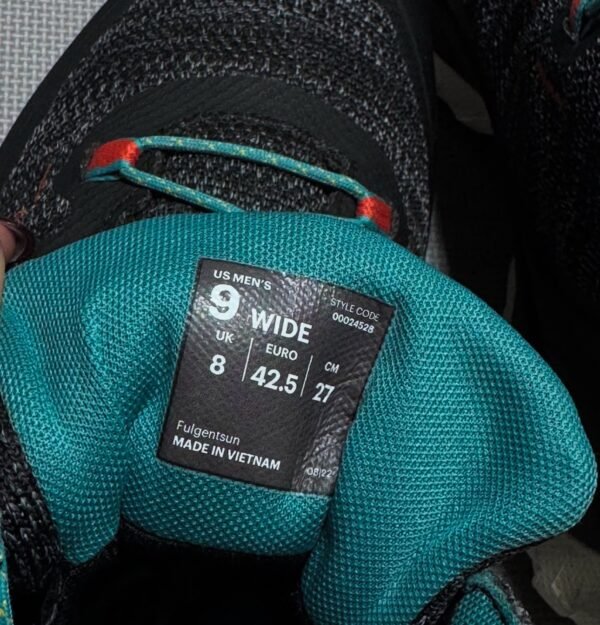 US MEN'S
9 WIDE
STYLE CODE
00024528
UK
8
EURO
42.5
CM
27
Fulgentsun
MADE IN VIETNAM
08/22